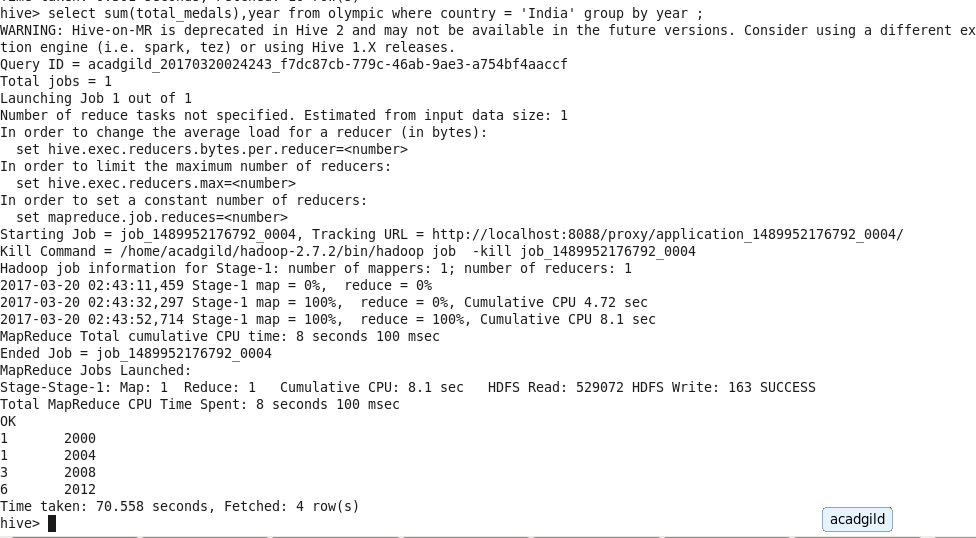 hive> select sum(total_medals),year from olympic where country = 'India' group by year ;
WARNING: Hive-on-MR is deprecated in Hive 2 and may not be available in the future versions. Consider using a different ex
tion engine (i.e. spark, tez) or using Hive 1.X releases.
Query ID = acadgild_20170320024243_f7dc87cb-779c-46ab-9ae3-a754bf4aaccf
Total jobs = 1
Launching Job 1 out of 1
Number of reduce tasks not specified. Estimated from input data size: 1
In order to change the average load for a reducer (in bytes):
  set hive.exec.reducers.bytes.per.reducer=<number>
In order to limit the maximum number of reducers:
  set hive.exec.reducers.max=<number>
In order to set a constant number of reducers:
  set mapreduce.job.reduces=<number>
Starting Job = job_1489952176792_0004, Tracking URL = http://localhost:8088/proxy/application_1489952176792_0004/
Kill Command = /home/acadgild/hadoop-2.7.2/bin/hadoop job  -kill job_1489952176792_0004
Hadoop job information for Stage-1: number of mappers: 1; number of reducers: 1
2017-03-20 02:43:11,459 Stage-1 map = 0%,  reduce = 0%
2017-03-20 02:43:32,297 Stage-1 map = 100%,  reduce = 0%, Cumulative CPU 4.72 sec
2017-03-20 02:43:52,714 Stage-1 map = 100%,  reduce = 100%, Cumulative CPU 8.1 sec
MapReduce Total cumulative CPU time: 8 seconds 100 msec
Ended Job = job_1489952176792_0004
MapReduce Jobs Launched:
Stage-Stage-1: Map: 1  Reduce: 1   Cumulative CPU: 8.1 sec   HDFS Read: 529072 HDFS Write: 163 SUCCESS
Total MapReduce CPU Time Spent: 8 seconds 100 msec
OK
1       2000
1       2004
3       2008
6       2012
Time taken: 70.558 seconds, Fetched: 4 row(s)
hive>
acadgild